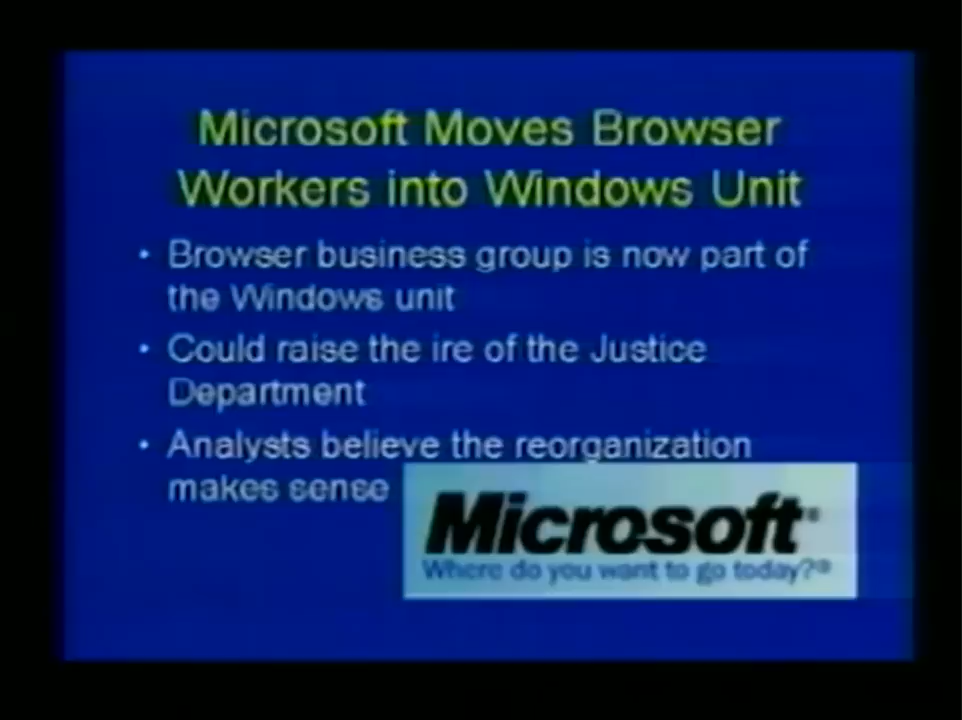 Microsoft Moves Browser
Workers into Windows Unit
• Browser business group is now part of
the Windows unit
• Could raise the ire of the Justice
Department
• Analysts believe the reorganization
makes sense
Microsoft®
Where do you want to go today?®